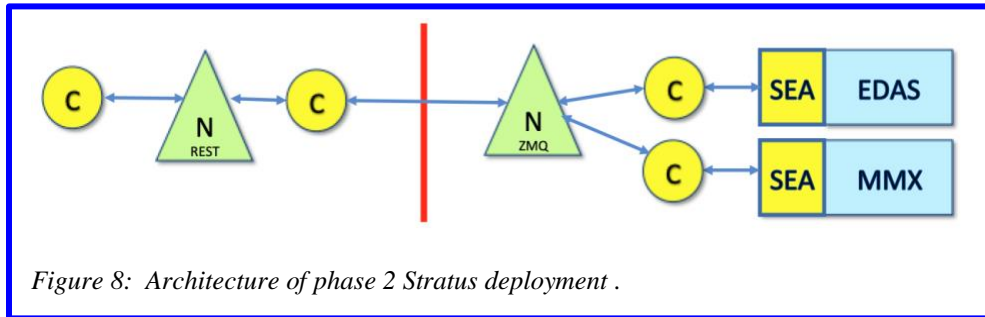 C
N
REST
C
N
ZMQ
C
SEA EDAS
C
SEA MMX
Figure 8: Architecture of phase 2 Stratus deployment .